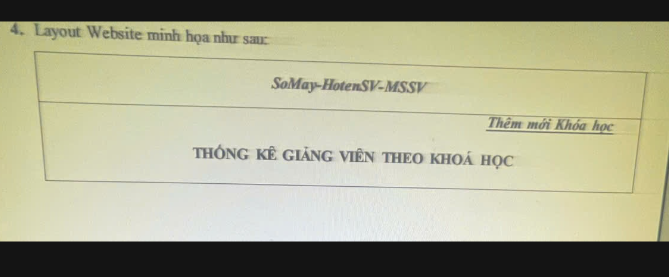 4. Layout Website minh họa như sau:
SoMay-HotenSV-MSSV
Thêm mới Khóa học
THỐNG KÊ GIẢNG VIÊN THEO KHOÁ HỌC